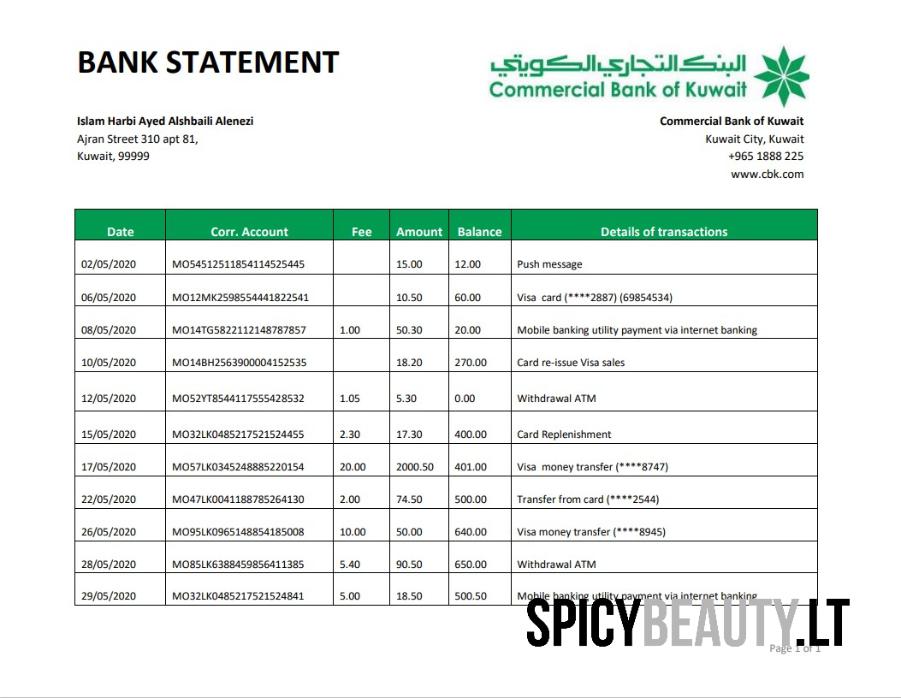 BANK STATEMENT
البنك التجاري الكويتي
Commercial Bank of Kuwait
Islam Harbi Ayed Alshbaili Alenezi
Ajran Street 310 apt 81,
Kuwait, 99999
Commercial Bank of Kuwait
Kuwait City, Kuwait
+965 1888 225
www.cbk.com
Date Corr. Account Fee Amount Balance Details of transactions
02/05/2020 MO54512511854114525445 15.00 12.00 Push message
06/05/2020 MO12MK2598554441822541 10.50 60.00 Visa card (****2887) (69854534)
08/05/2020 MO14TG5822112148787857 1.00 50.30 20.00 Mobile banking utility payment via internet banking
10/05/2020 MO14BH2563900004152535 18.20 270.00 Card re-issue Visa sales
12/05/2020 MO52YT8544117555428532 1.05 5.30 0.00 Withdrawal ATM
15/05/2020 MO32LK0485217521524455 2.30 17.30 400.00 Card Replenishment
17/05/2020 MO57LK0345248885220154 20.00 2000.50 401.00 Visa money transfer (****8747)
22/05/2020 MO47LK0041188785264130 2.00 74.50 500.00 Transfer from card (****2544)
26/05/2020 MO95LK0965148854185008 10.00 50.00 640.00 Visa money transfer (****8945)
28/05/2020 MO85LK6388459856411385 5.40 90.50 650.00 Withdrawal ATM
29/05/2020 MO32LK0485217521524841 5.00 18.50 500.50 Mobile banking utility payment via internet banking
SPICYBEAUTY.LT
Page 1 of 1